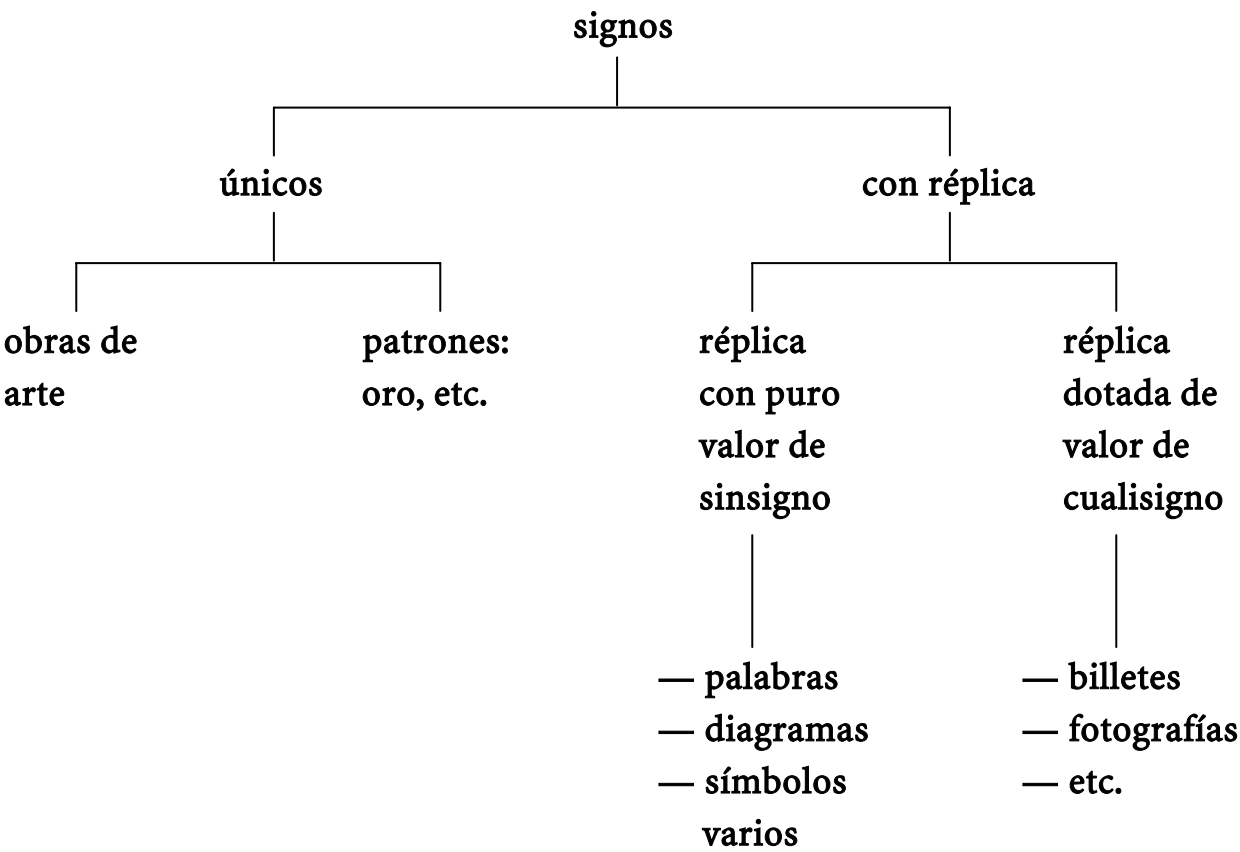 signos
únicos
con réplica
obras de
arte
patrones:
oro, etc.
réplica
con puro
valor de
sinsigno
réplica
dotada de
valor de
cualisigno
— palabras
— diagramas
— símbolos
varios
— billetes
— fotografías
— etc.